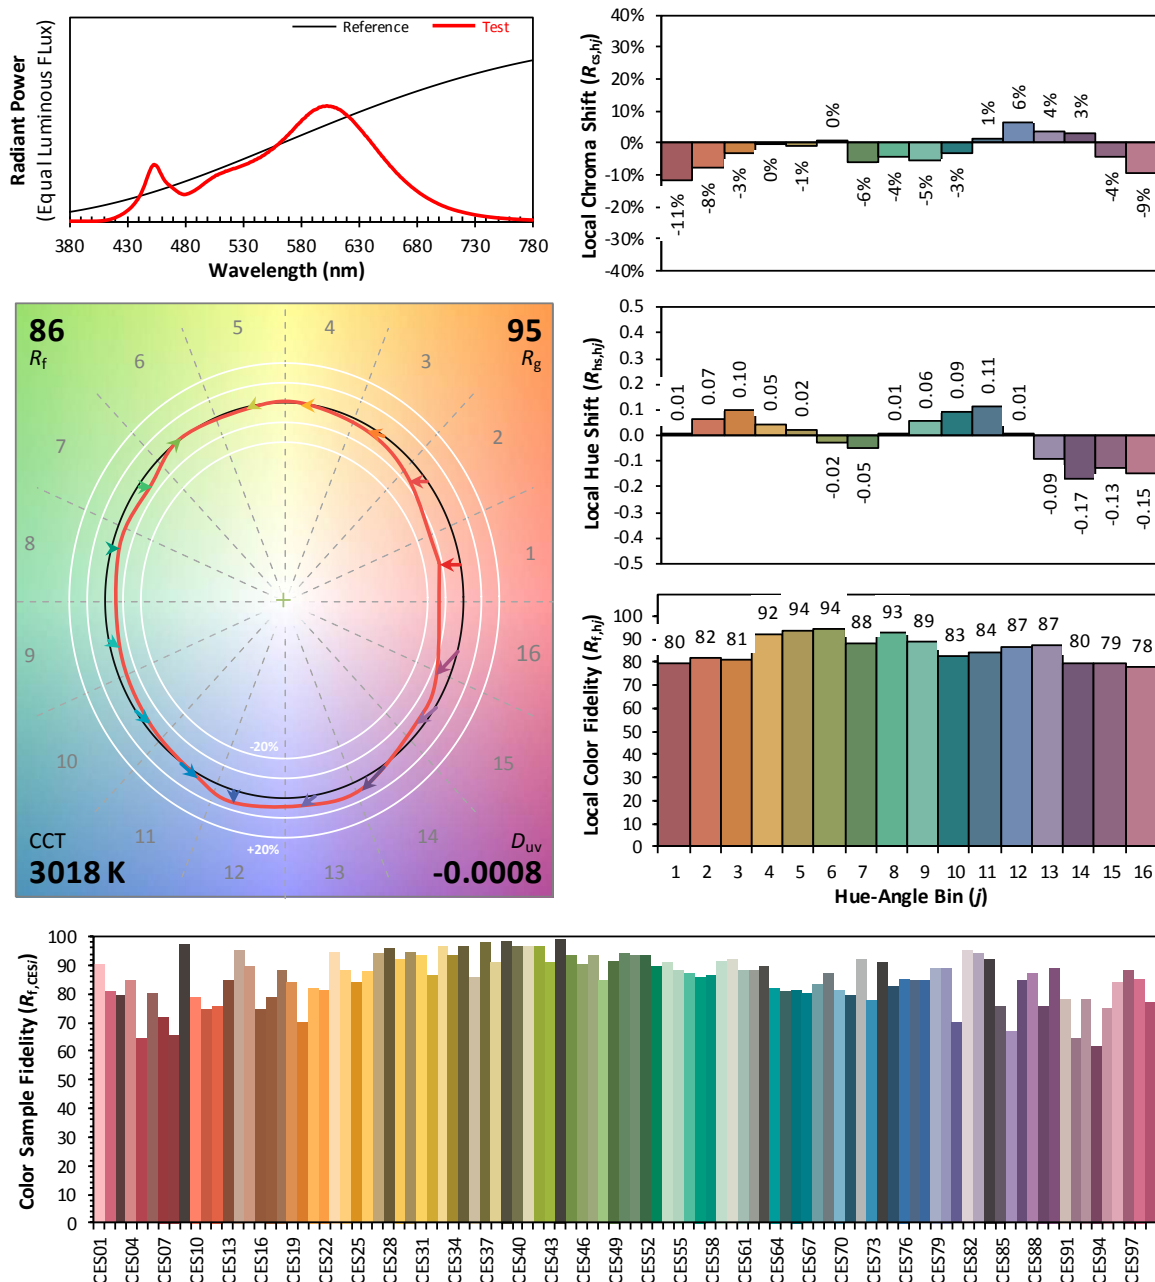 Reference
Test
Radiant Power
(Equal Luminous FLux)
380 430 480 530 580 630 680 730 780
Wavelength (nm)
Local Chroma Shift (Rcs,hj)
40%
30%
20%
10%
0%
-10%
-20%
-30%
-40%
-11% -8% -3% 0% -1% 0% -6% -4% -5% -3% 1% 6% 4% 3% -4% -9%
86
Rf
95
Rg
1 2 3 4 5 6 7 8 9 10 11 12 13 14 15 16
-20%
+20%
CCT
3018 K
Duv
-0.0008
Local Hue Shift (Rhs,hj)
0.5
0.4
0.3
0.2
0.1
0.0
-0.1
-0.2
-0.3
-0.4
-0.5
0.01 0.07 0.10 0.05 0.02 -0.02 -0.05 0.01 0.06 0.09 0.11 0.01 -0.09 -0.17 -0.13 -0.15
Local Color Fidelity (Rf,hj)
100
90
80
70
60
50
40
30
20
10
0
80 82 81 92 94 94 88 93 89 83 84 87 87 80 79 78
1 2 3 4 5 6 7 8 9 10 11 12 13 14 15 16
Hue-Angle Bin (j)
Color Sample Fidelity (Rf,CESi)
100
90
80
70
60
50
40
30
20
10
0
CES01 CES04 CES07 CES10 CES13 CES16 CES19 CES22 CES25 CES28 CES31 CES34 CES37 CES40 CES43 CES46 CES49 CES52 CES55 CES58 CES61 CES64 CES67 CES70 CES73 CES76 CES79 CES82 CES85 CES88 CES91 CES94 CES97